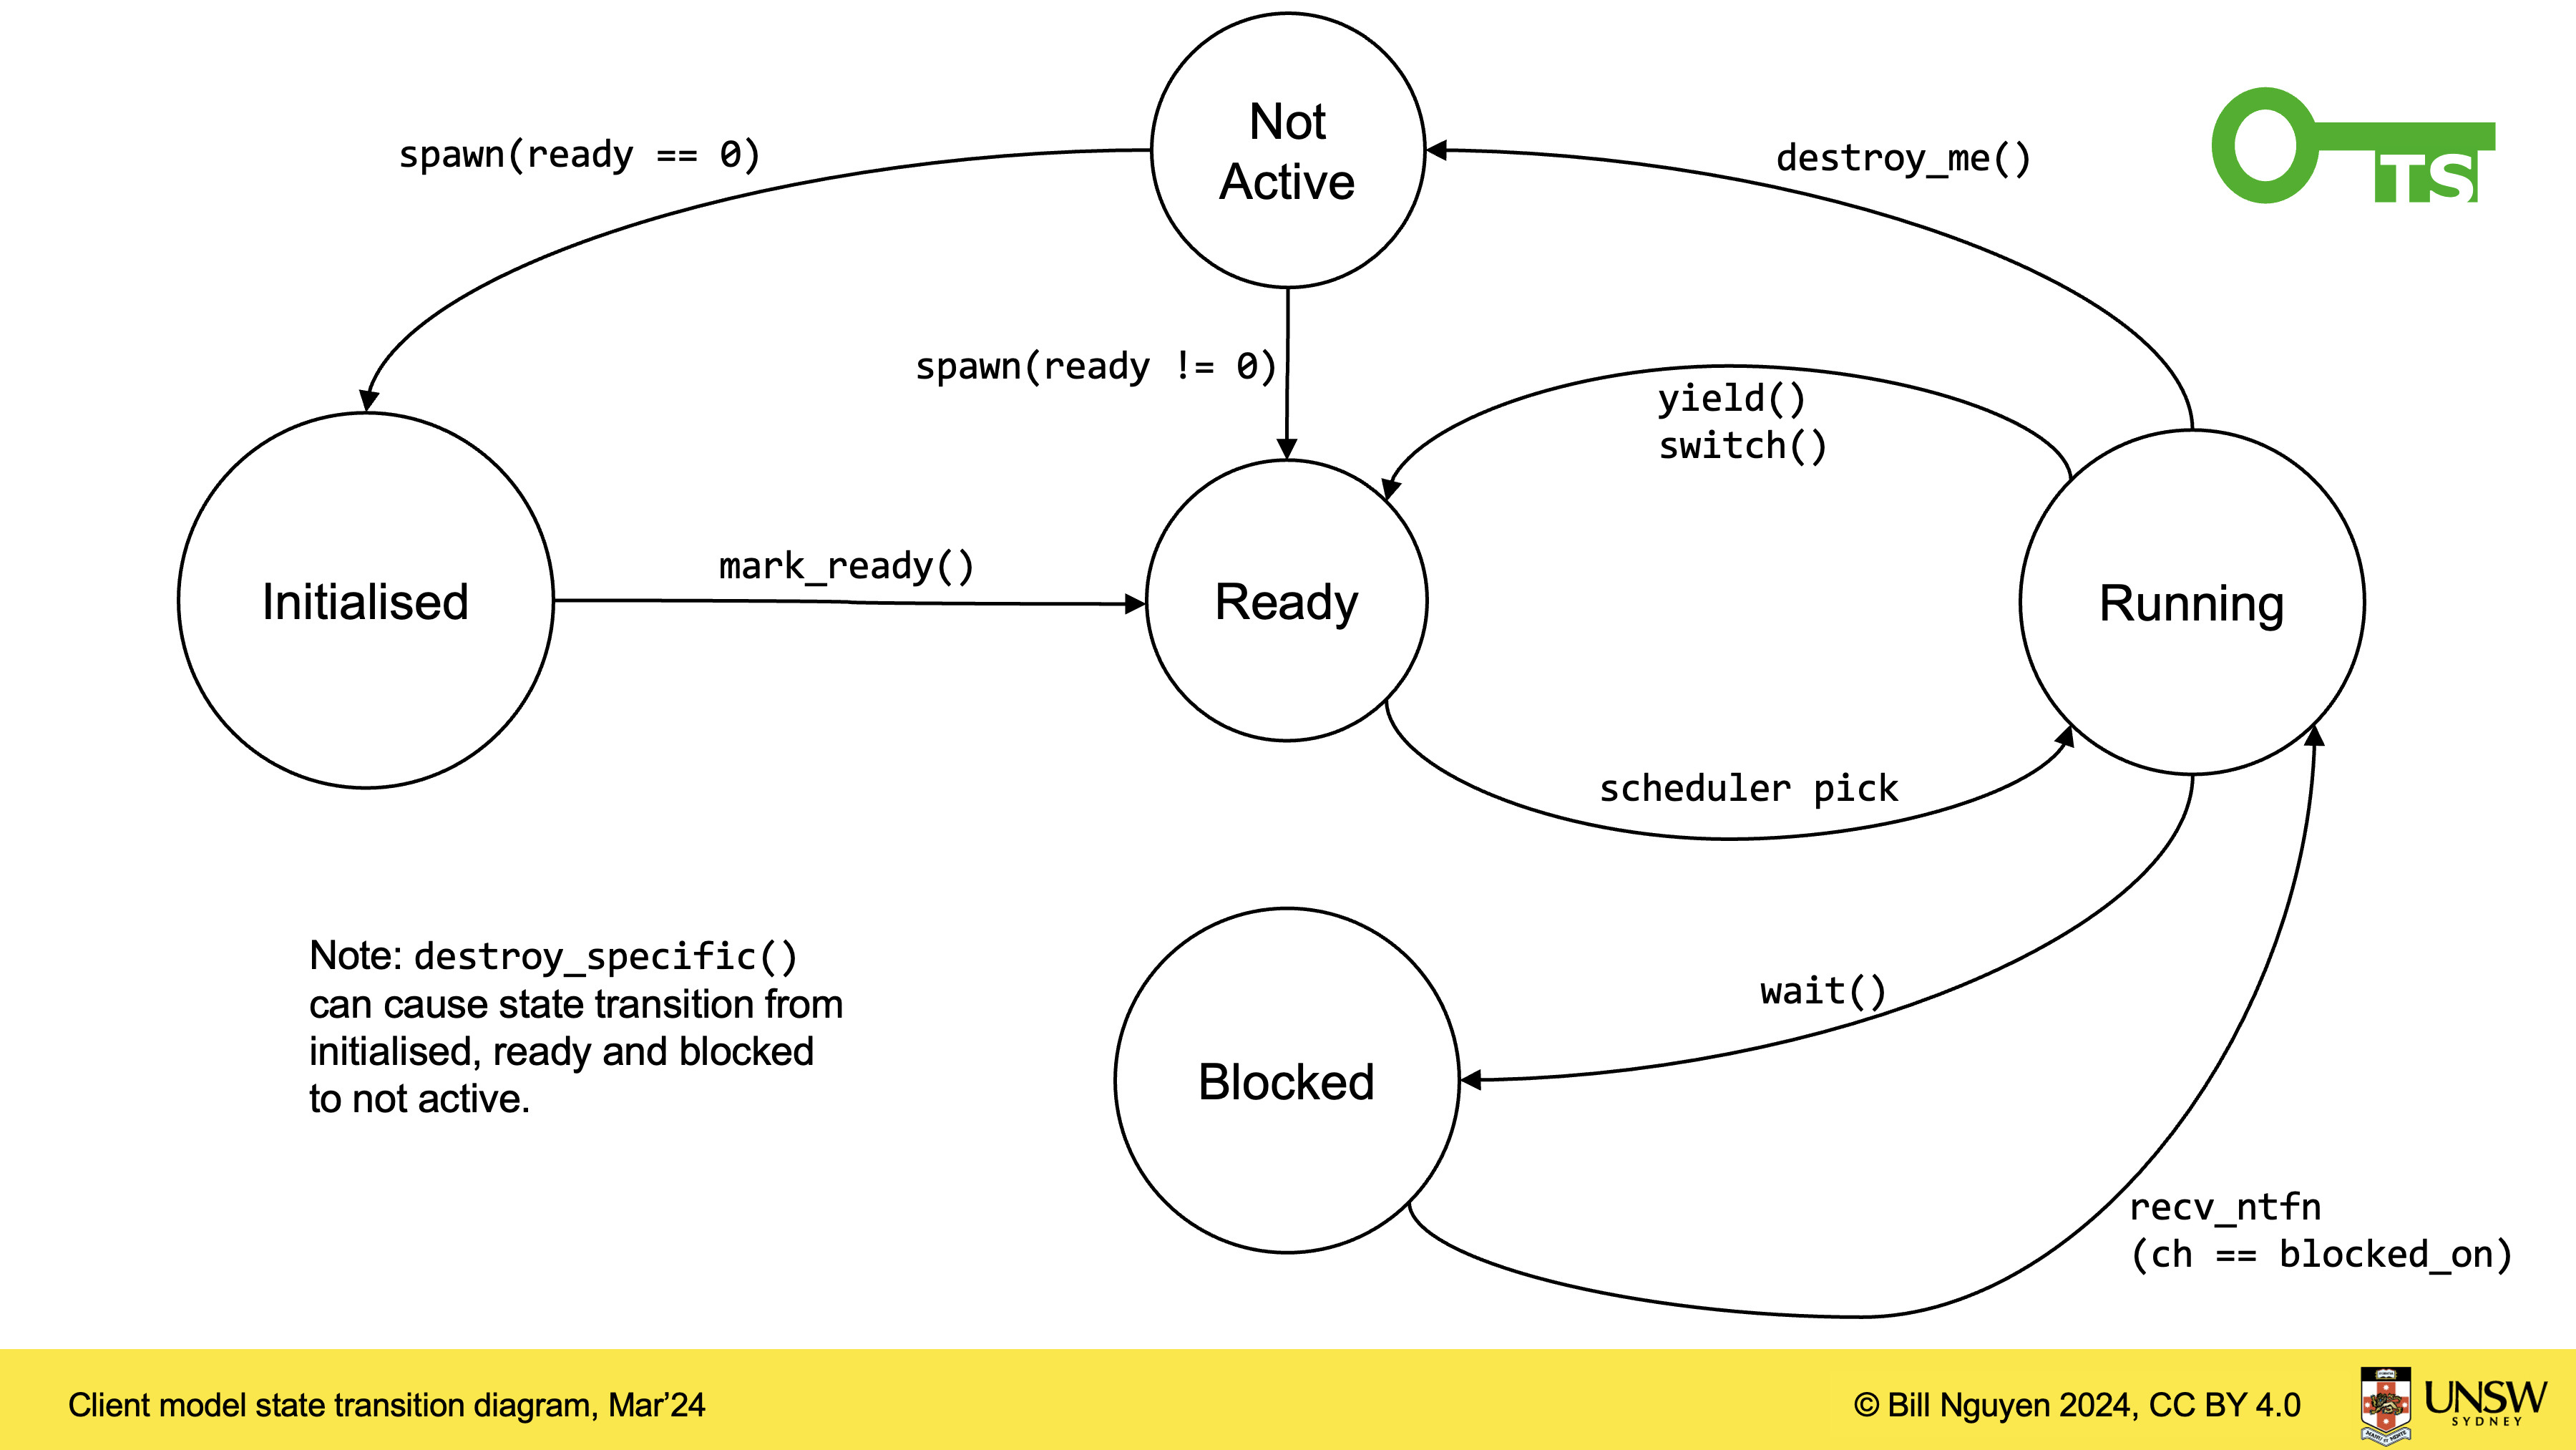 Not
Active
spawn(ready == 0)
destroy_me()
TS
spawn(ready != 0)
yield()
switch()
mark_ready()
Initialised
Ready
Running
scheduler pick
Note: destroy_specific()
can cause state transition from
initialised, ready and blocked
to not active.
wait()
Blocked
recv_ntfn
(ch == blocked_on)
Client model state transition diagram, Mar’24
© Bill Nguyen 2024, CC BY 4.0
UNSW
SYDNEY